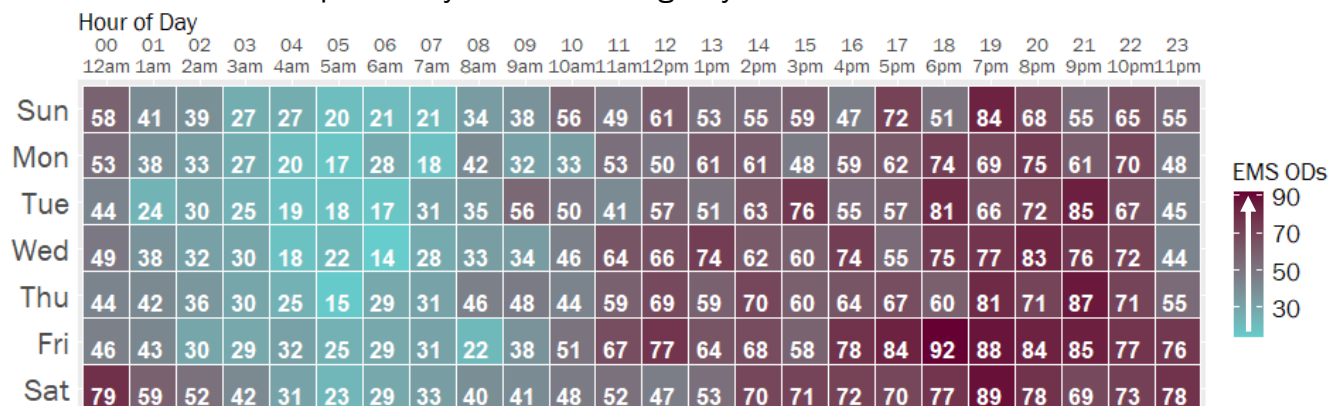 Hour of Day
00 01 02 03 04 05 06 07 08 09 10 11 12 13 14 15 16 17 18 19 20 21 22 23
12am 1am 2am 3am 4am 5am 6am 7am 8am 9am 10am 11am 12pm 1pm 2pm 3pm 4pm 5pm 6pm 7pm 8pm 9pm 10pm 11pm
Sun 58 41 39 27 27 20 21 21 34 38 56 49 61 53 55 59 47 72 51 84 68 55 65 55
Mon 53 38 33 27 20 17 28 18 42 32 33 53 50 61 61 48 59 62 74 69 75 61 70 48
Tue 44 24 30 25 19 18 17 31 35 56 50 41 57 51 63 76 55 57 81 66 72 85 67 45
Wed 49 38 32 30 18 22 14 28 33 34 46 64 66 74 62 60 74 55 75 77 83 76 72 44
Thu 44 42 36 30 25 15 29 31 46 48 44 59 69 59 70 60 64 67 60 81 71 87 71 55
Fri 46 43 30 29 32 25 29 31 22 38 51 67 77 64 68 58 78 84 92 88 84 85 77 76
Sat 79 59 52 42 31 23 29 33 40 41 48 52 47 53 70 71 72 70 77 89 78 69 73 78
EMS ODs
90
70
50
30